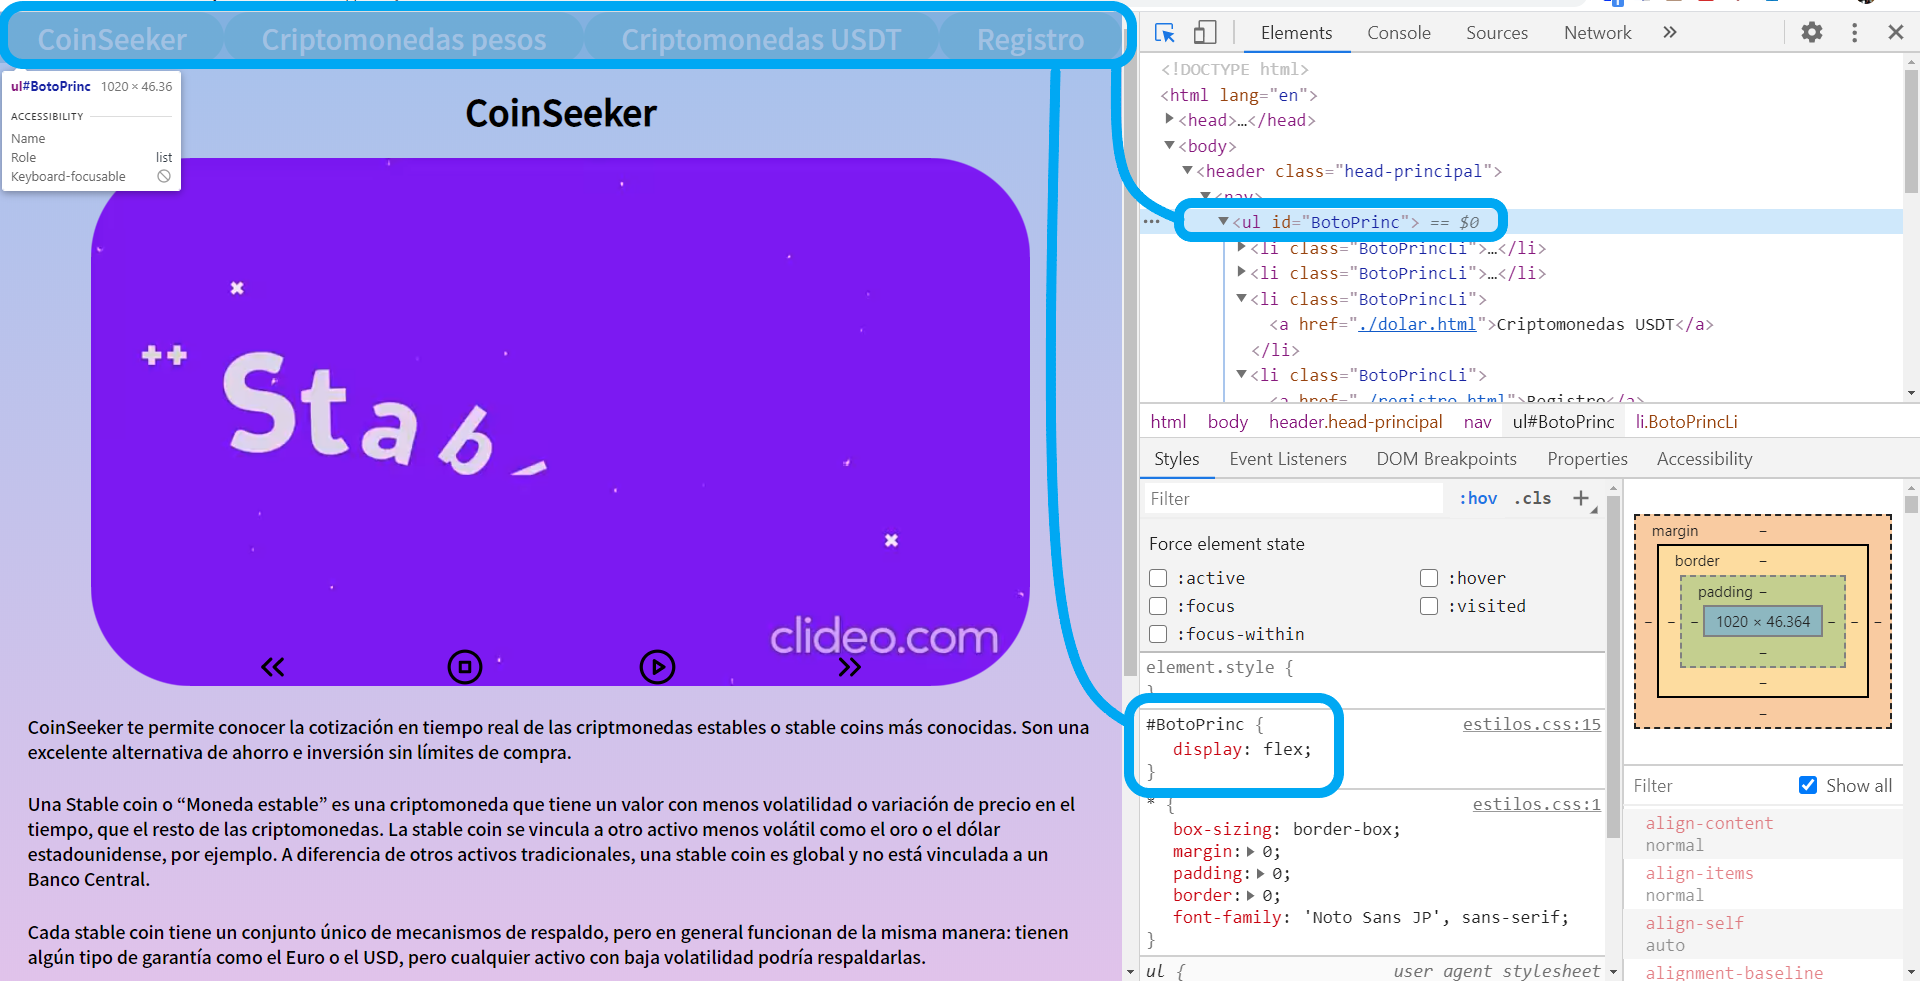 CoinSeeker
Criptomonedas pesos
Criptomonedas USDT
Registro
ul#BotoPrinc 1020 × 46.36
ACCESSIBILITY
Name
Role list
Keyboard-focusable
CoinSeeker
++ Stab
clideo.com
CoinSeeker te permite conocer la cotización en tiempo real de las criptmonedas estables o stable coins más conocidas. Son una
excelente alternativa de ahorro e inversión sin límites de compra.
Una Stable coin o “Moneda estable” es una criptomoneda que tiene un valor con menos volatilidad o variación de precio en el
tiempo, que el resto de las criptomonedas. La stable coin se vincula a otro activo menos volátil como el oro o el dólar
estadounidense, por ejemplo. A diferencia de otros activos tradicionales, una stable coin es global y no está vinculada a un
Banco Central.
Cada stable coin tiene un conjunto único de mecanismos de respaldo, pero en general funcionan de la misma manera: tienen
algún tipo de garantía como el Euro o el USD, pero cualquier activo con baja volatilidad podría respaldarlas.
Elements Console Sources Network »
<!DOCTYPE html>
<html lang="en">
<head>…</head>
<body>
<header class="head-principal">
<nav>
… <ul id="BotoPrinc"> == $0
<li class="BotoPrincLi">…</li>
<li class="BotoPrincLi">…</li>
<li class="BotoPrincLi">
<a href="./dolar.html">Criptomonedas USDT</a>
</li>
<li class="BotoPrincLi">
<a href="./registro.html">Registro</a>
html body header.head-principal nav ul#BotoPrinc li.BotoPrincLi
Styles Event Listeners DOM Breakpoints Properties Accessibility
Filter :hov .cls +
Force element state
:active :hover
:focus :visited
:focus-within
element.style {
}
#BotoPrinc { estilos.css:15
display: flex;
}
* { estilos.css:1
box-sizing: border-box;
margin: 0;
padding: 0;
border: 0;
font-family: 'Noto Sans JP', sans-serif;
}
ul { user agent stylesheet
margin –
border –
padding –
– – – 1020 × 46.364 – – –
–
–
–
Filter Show all
align-content
normal
align-items
normal
align-self
auto
alignment-baseline